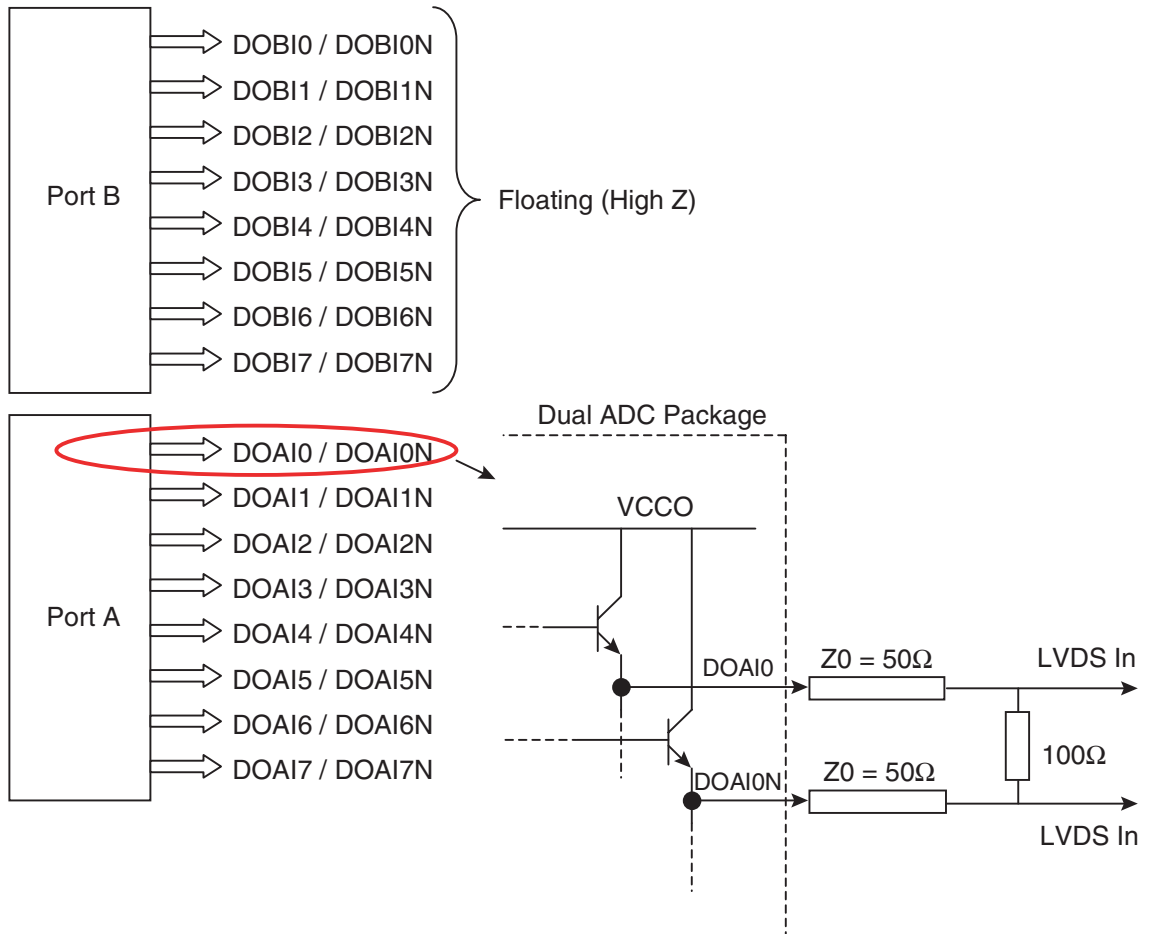 Port B
DOBI0 / DOBI0N
DOBI1 / DOBI1N
DOBI2 / DOBI2N
DOBI3 / DOBI3N
DOBI4 / DOBI4N
DOBI5 / DOBI5N
DOBI6 / DOBI6N
DOBI7 / DOBI7N
Floating (High Z)
Port A
DOAI0 / DOAI0N
DOAI1 / DOAI1N
DOAI2 / DOAI2N
DOAI3 / DOAI3N
DOAI4 / DOAI4N
DOAI5 / DOAI5N
DOAI6 / DOAI6N
DOAI7 / DOAI7N
Dual ADC Package
VCCO
DOAI0
Z0 = 50Ω
LVDS In
100Ω
DOAI0N
Z0 = 50Ω
LVDS In